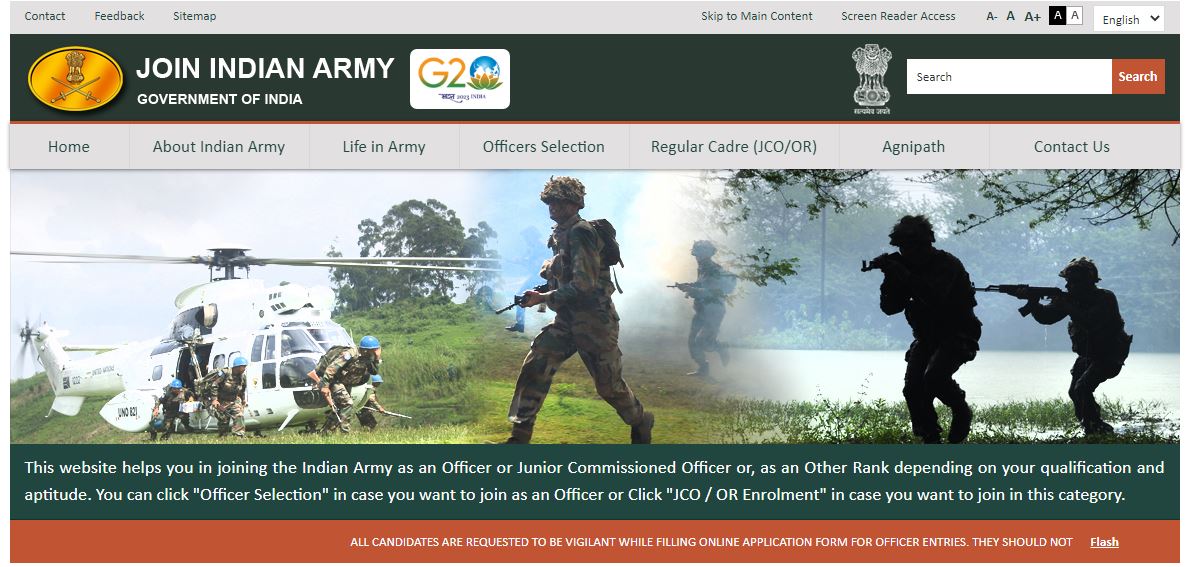 Contact Feedback Sitemap Skip to Main Content Screen Reader Access A- A A+ A A English
JOIN INDIAN ARMY
GOVERNMENT OF INDIA
G20
2023 INDIA
सत्यमेव जयते
Search Search
Home About Indian Army Life in Army Officers Selection Regular Cadre (JCO/OR) Agnipath Contact Us
UNITED NATIONS
UNO 821
This website helps you in joining the Indian Army as an Officer or Junior Commissioned Officer or, as an Other Rank depending on your qualification and
aptitude. You can click "Officer Selection" in case you want to join as an Officer or Click "JCO / OR Enrolment" in case you want to join in this category.
ALL CANDIDATES ARE REQUESTED TO BE VIGILANT WHILE FILLING ONLINE APPLICATION FORM FOR OFFICER ENTRIES. THEY SHOULD NOT Flash